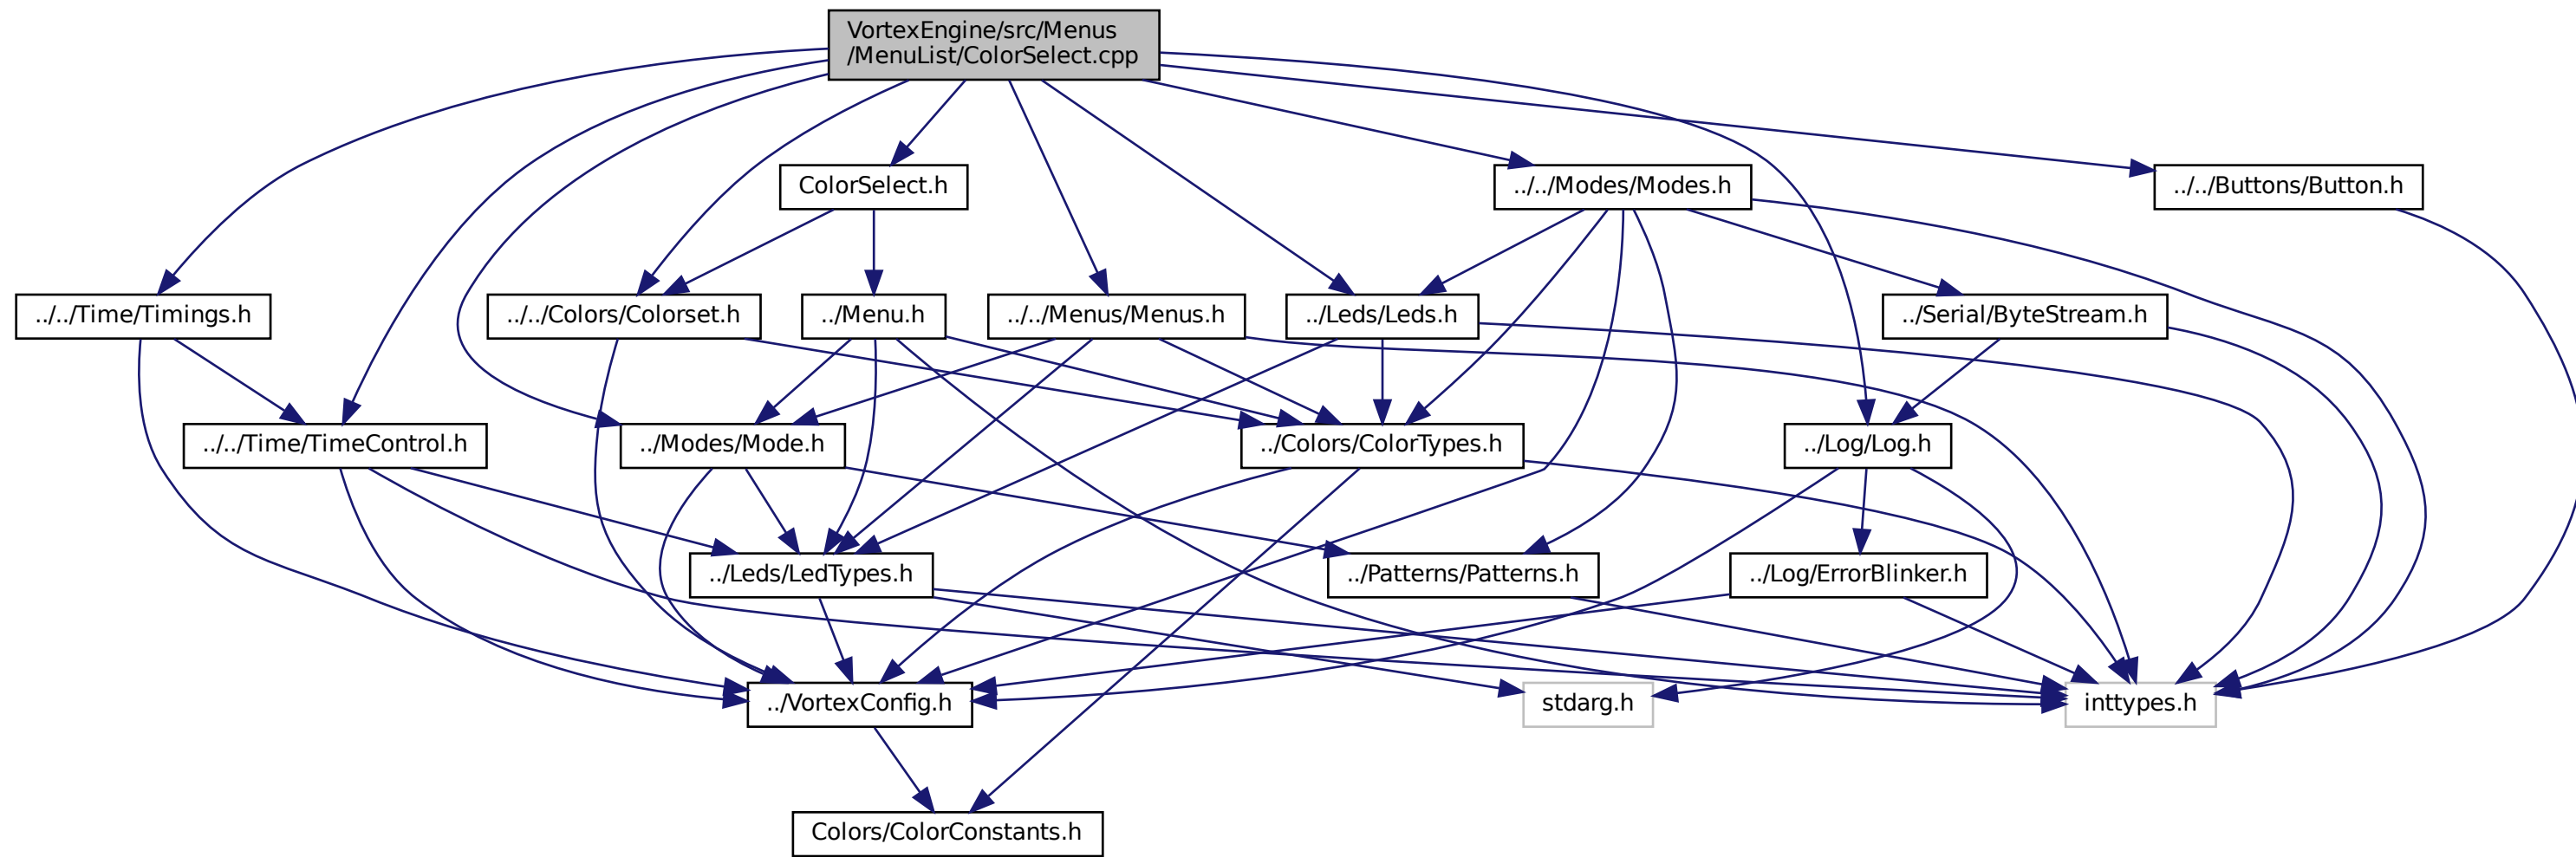 VortexEngine/src/Menus
/MenuList/ColorSelect.cpp
ColorSelect.h
../../Modes/Modes.h
../../Buttons/Button.h
../../Time/Timings.h
../../Colors/Colorset.h
../Menu.h
../../Menus/Menus.h
../Leds/Leds.h
../Serial/ByteStream.h
../../Time/TimeControl.h
../Modes/Mode.h
../Colors/ColorTypes.h
../Log/Log.h
../Leds/LedTypes.h
../Patterns/Patterns.h
../Log/ErrorBlinker.h
../VortexConfig.h
stdarg.h
inttypes.h
Colors/ColorConstants.h